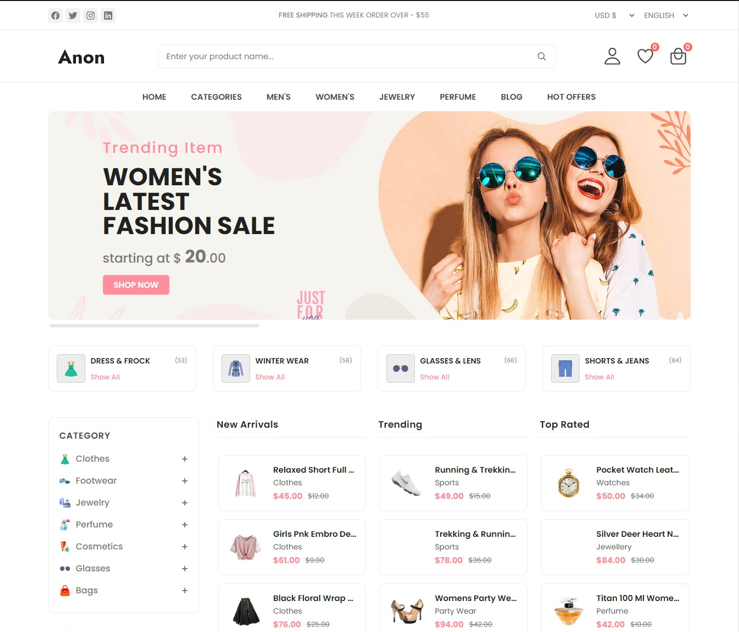 FREE SHIPPING THIS WEEK ORDER OVER - $55
USD $
ENGLISH
Anon
Enter your product name...
0
0
HOME
CATEGORIES
MEN'S
WOMEN'S
JEWELRY
PERFUME
BLOG
HOT OFFERS
Trending Item
WOMEN'S
LATEST
FASHION SALE
starting at $ 20.00
SHOP NOW
JUST
FOR
DRESS & FROCK (53)
Show All
WINTER WEAR (58)
Show All
GLASSES & LENS (68)
Show All
SHORTS & JEANS (84)
Show All
CATEGORY
Clothes +
Footwear +
Jewelry +
Perfume +
Cosmetics +
Glasses +
Bags +
New Arrivals
Relaxed Short Full ...
Clothes
$45.00 $12.00
Girls Pnk Embro De...
Clothes
$61.00 $9.00
Black Floral Wrap ...
Clothes
$76.00 $25.00
Trending
Running & Trekkin...
Sports
$49.00 $15.00
Trekking & Runnin...
Sports
$78.00 $36.00
Womens Party We...
Party Wear
$94.00 $42.00
Top Rated
Pocket Watch Leat...
Watches
$50.00 $34.00
Silver Deer Heart N...
Jewellery
$84.00 $30.00
Titan 100 Ml Wome...
Perfume
$42.00 $10.00